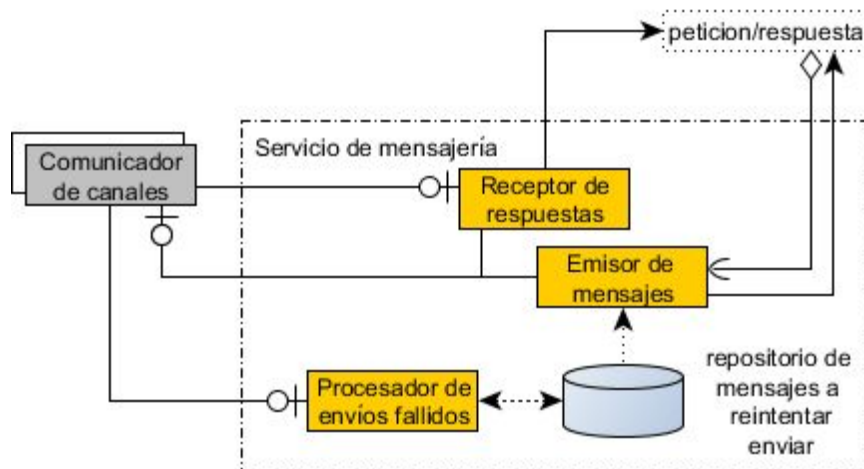 peticion/respuesta
Servicio de mensajería
Comunicador
de canales
Receptor de
respuestas
Emisor de
mensajes
Procesador de
envíos fallidos
repositorio de
mensajes a
reintentar
enviar